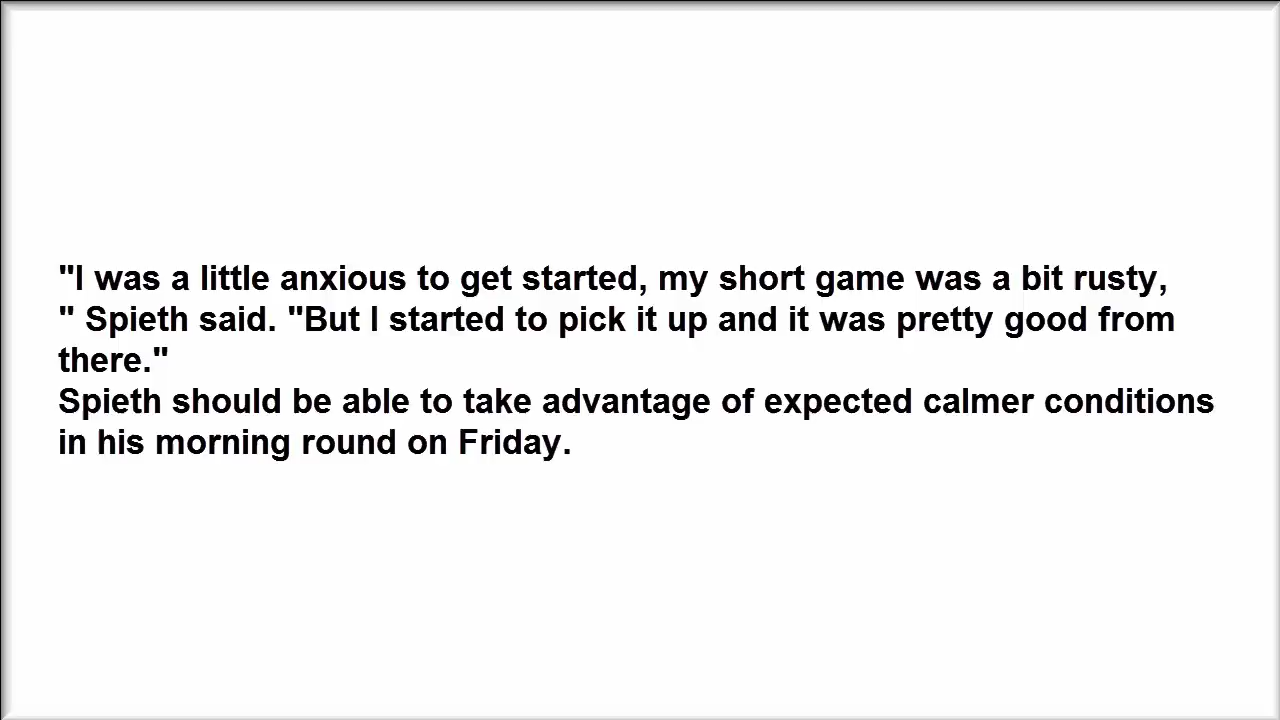 "I was a little anxious to get started, my short game was a bit rusty,
" Spieth said. "But I started to pick it up and it was pretty good from
there."
Spieth should be able to take advantage of expected calmer conditions
in his morning round on Friday.